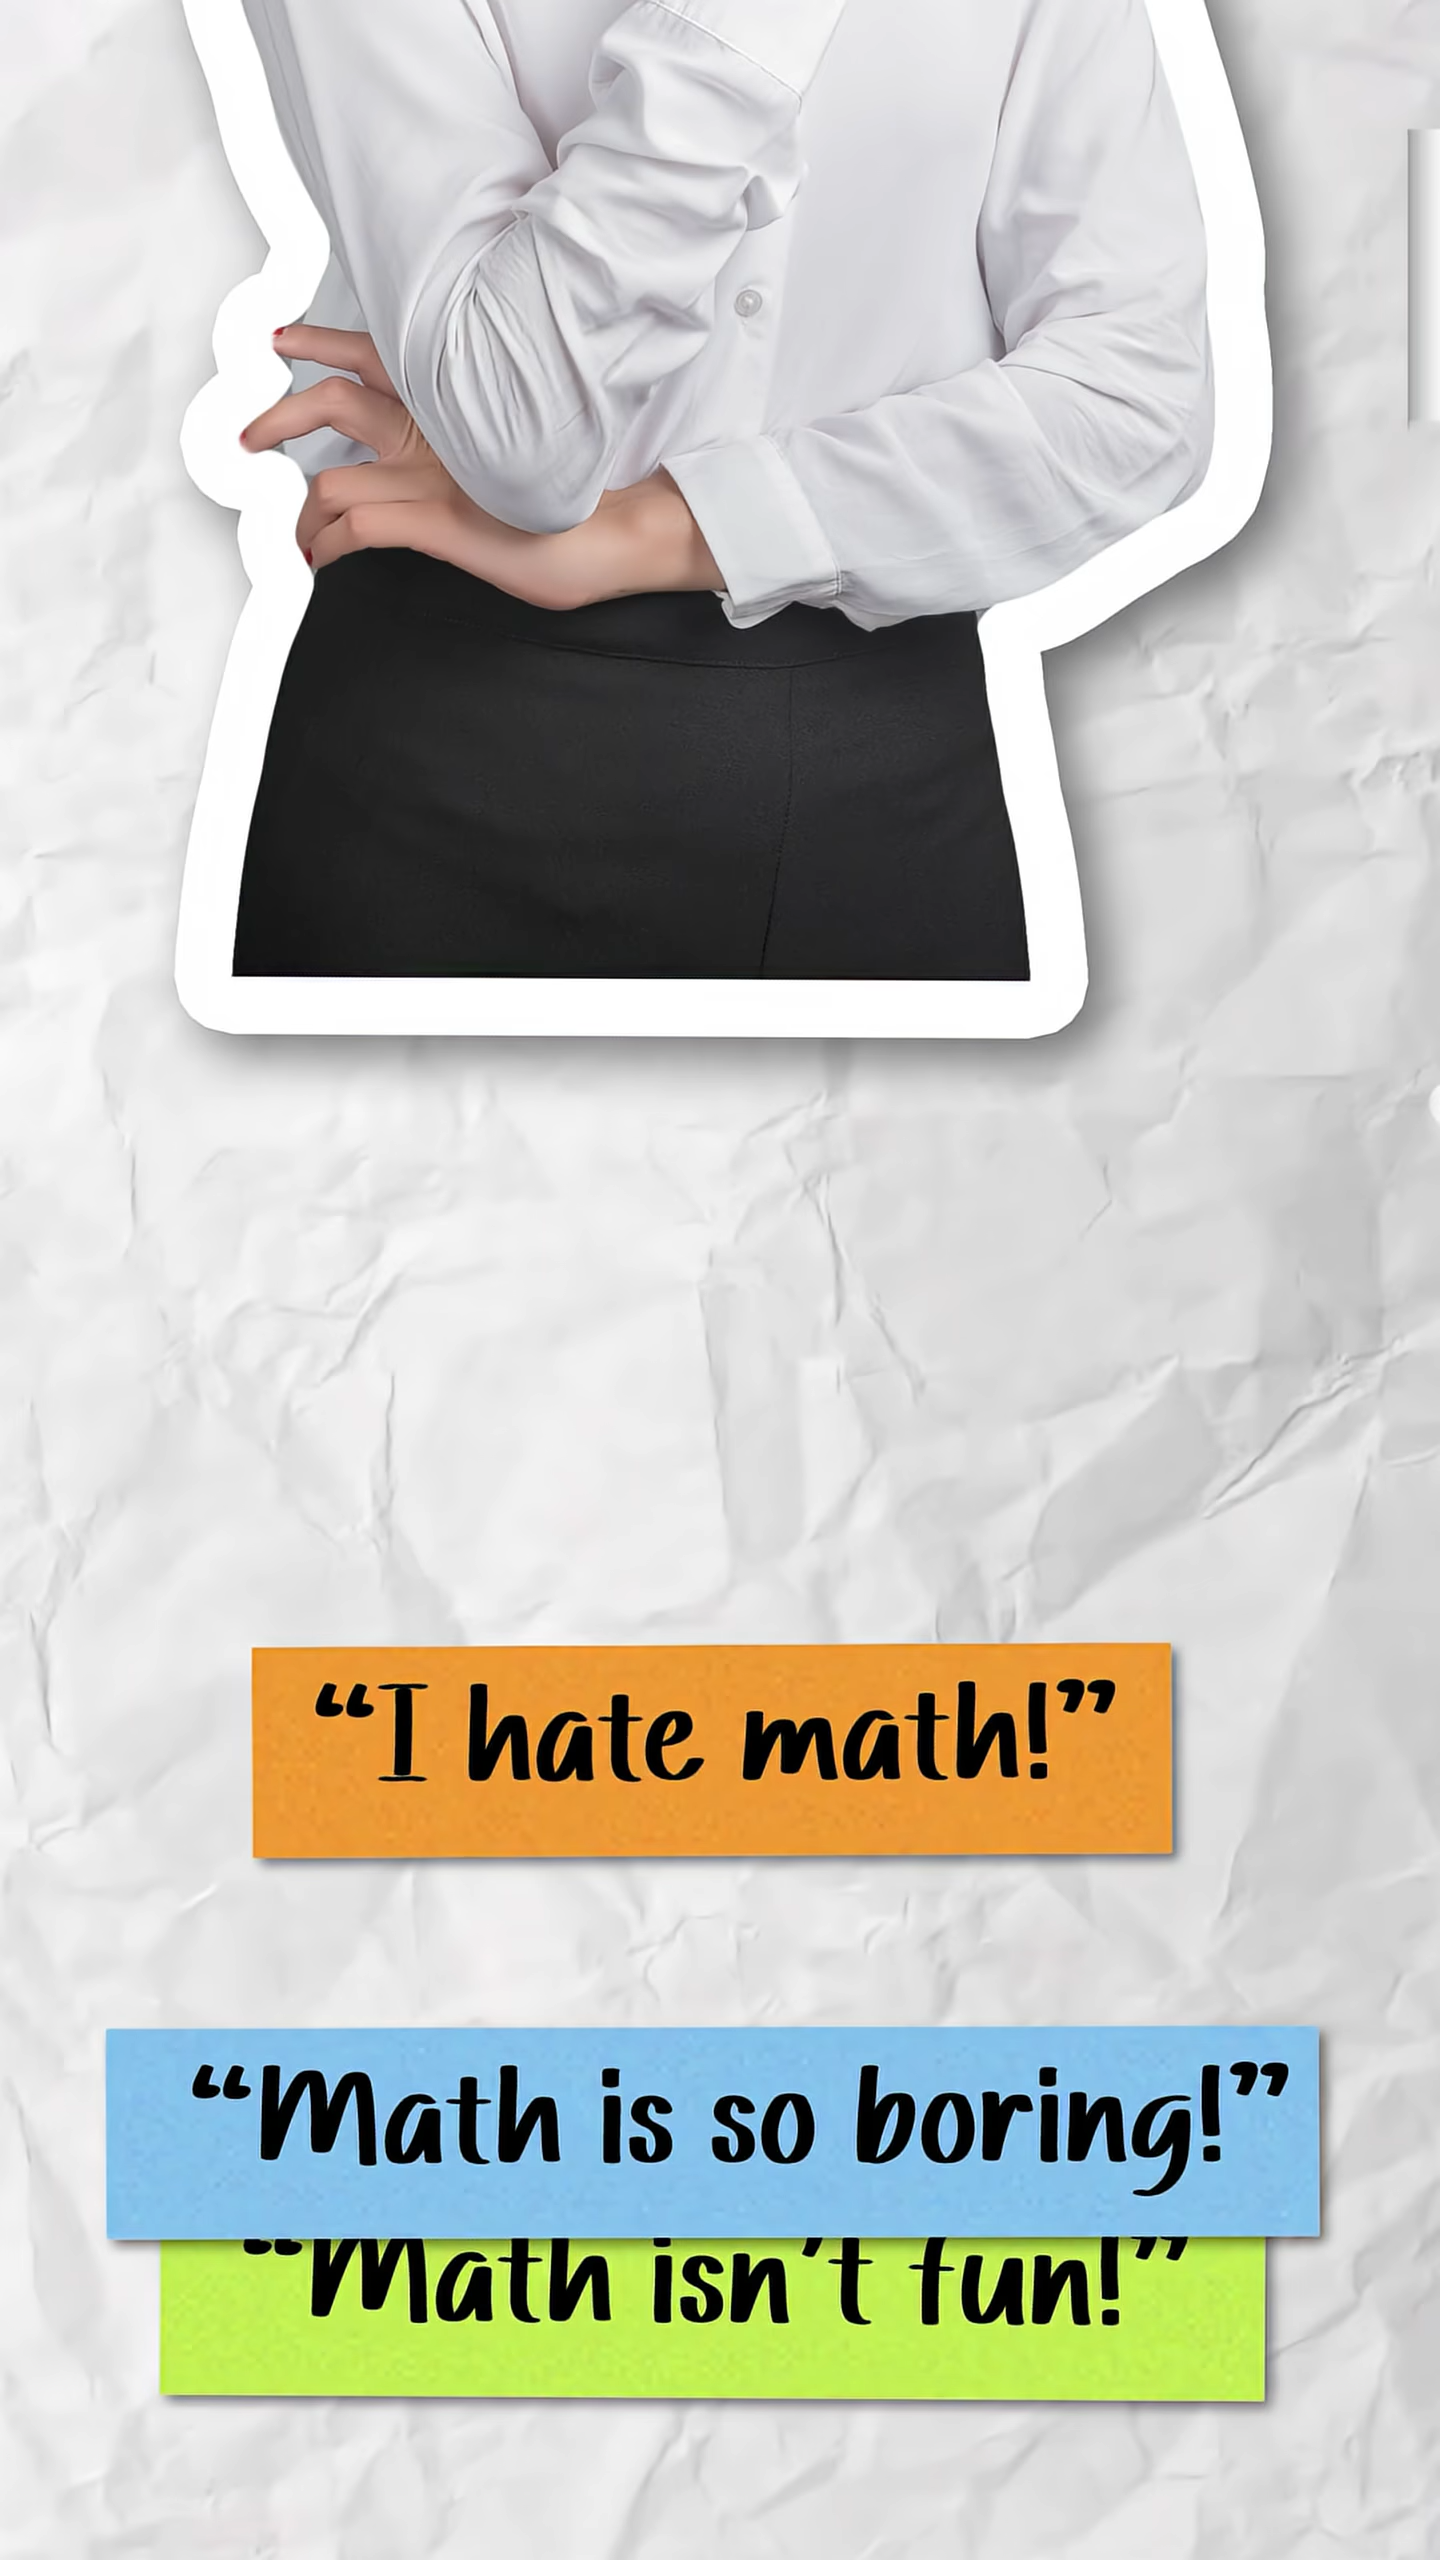 “I hate math!”
“Math is so boring!”
“Math isn’t fun!”